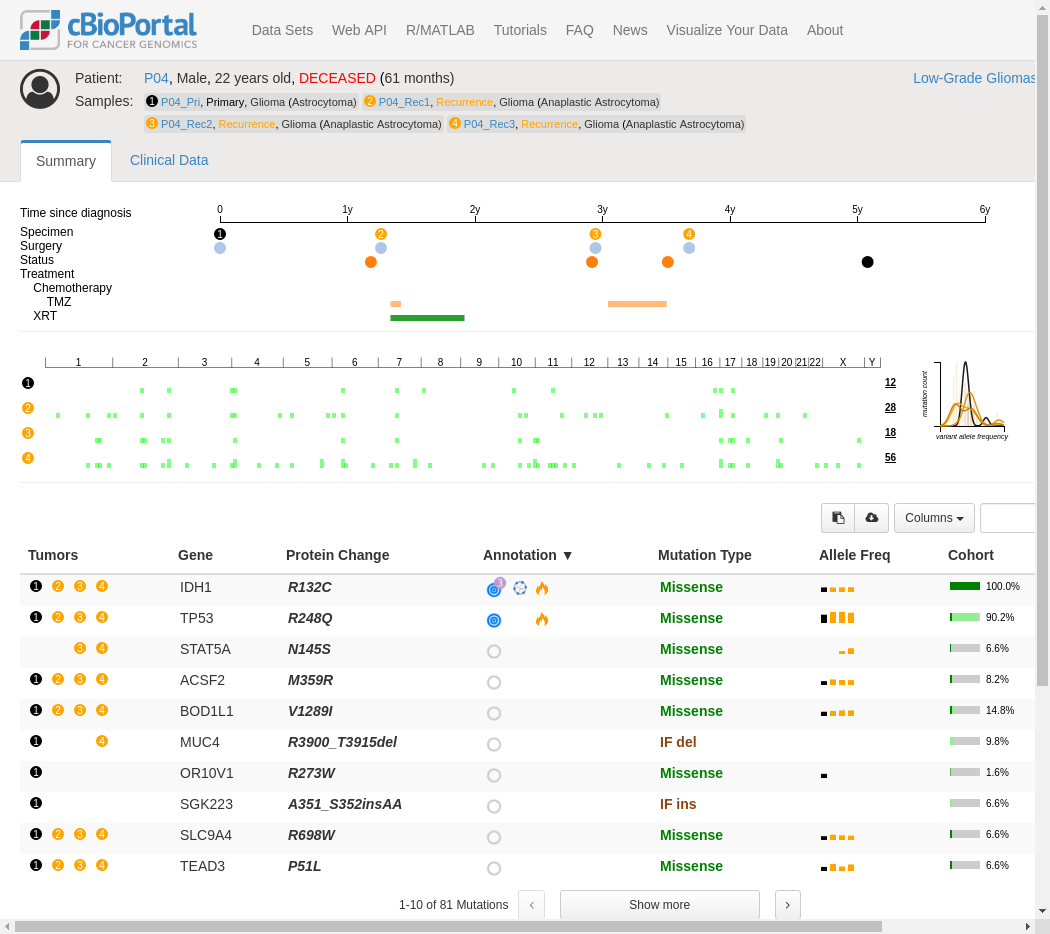 cBioPortal
FOR CANCER GENOMICS
Data Sets Web API R/MATLAB Tutorials FAQ News Visualize Your Data About
Patient: P04, Male, 22 years old, DECEASED (61 months) Low-Grade Gliomas
Samples: 1 P04_Pri, Primary, Glioma (Astrocytoma) 2 P04_Rec1, Recurrence, Glioma (Anaplastic Astrocytoma)
3 P04_Rec2, Recurrence, Glioma (Anaplastic Astrocytoma) 4 P04_Rec3, Recurrence, Glioma (Anaplastic Astrocytoma)
Summary Clinical Data
Time since diagnosis 0 1y 2y 3y 4y 5y 6y
Specimen 1 2 3 4
Surgery
Status
Treatment
Chemotherapy
TMZ
XRT
1 2 3 4 5 6 7 8 9 10 11 12 13 14 15 16 17 18 19 20 21 22 X Y
1 12
2 28
3 18
4 56
mutation count
variant allele frequency
Columns
Tumors Gene Protein Change Annotation ▼ Mutation Type Allele Freq Cohort
1 2 3 4 IDH1 R132C 3 Missense 100.0%
1 2 3 4 TP53 R248Q Missense 90.2%
3 4 STAT5A N145S Missense 6.6%
1 2 3 4 ACSF2 M359R Missense 8.2%
1 2 3 4 BOD1L1 V1289I Missense 14.8%
1 4 MUC4 R3900_T3915del IF del 9.8%
1 OR10V1 R273W Missense 1.6%
1 SGK223 A351_S352insAA IF ins 6.6%
1 2 3 4 SLC9A4 R698W Missense 6.6%
1 2 3 4 TEAD3 P51L Missense 6.6%
1-10 of 81 Mutations ‹ Show more ›